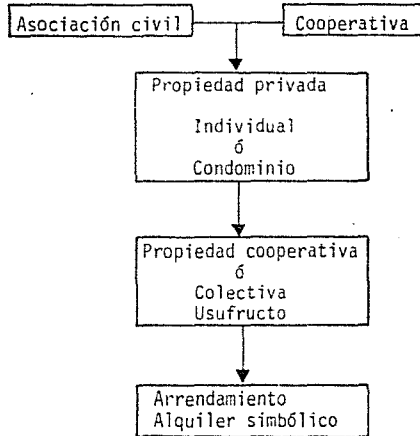 Asociación civil
Cooperativa
Propiedad privada
Individual
ó
Condominio
Propiedad cooperativa
ó
Colectiva
Usufructo
Arrendamiento
Alquiler simbólico